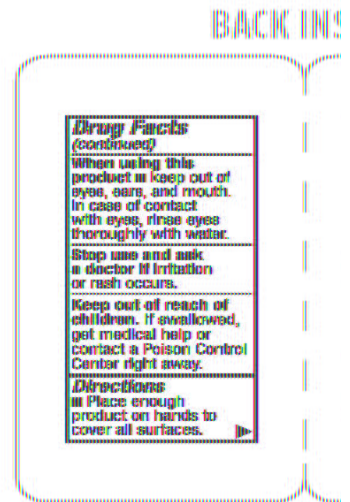 BACK INS
Drug Facts
(continued)
When using this
product ■ keep out of
eyes, ears, and mouth.
In case of contact
with eyes, rinse eyes
thoroughly with water.
Stop use and ask
a doctor if irritation
or rash occurs.
Keep out of reach of
children. If swallowed,
get medical help or
contact a Poison Control
Center right away.
Directions
■ Place enough
product on hands to
cover all surfaces.